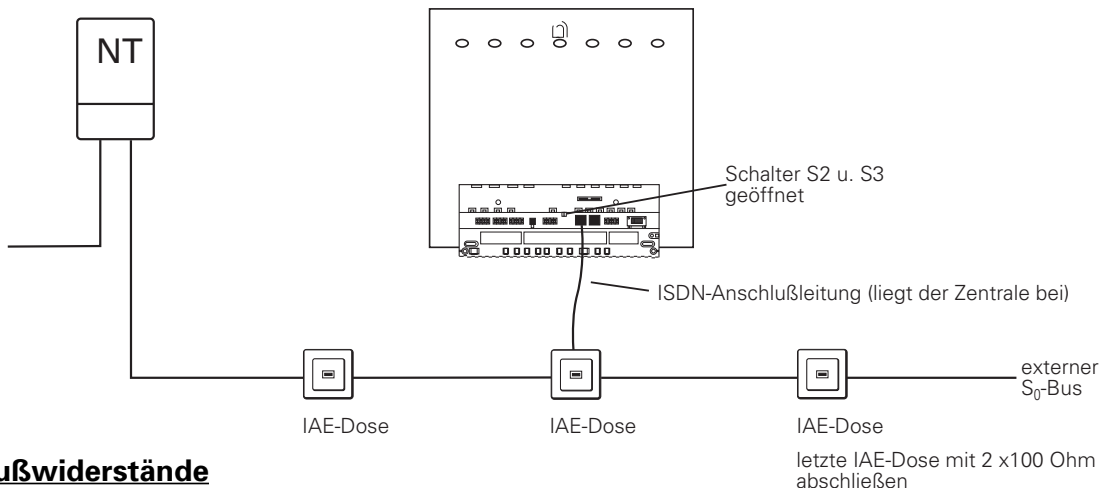 NT
Schalter S2 u. S3
geöffnet
ISDN-Anschlußleitung (liegt der Zentrale bei)
externer
S₀-Bus
IAE-Dose
IAE-Dose
IAE-Dose
letzte IAE-Dose mit 2 x100 Ohm
abschließen
ußwiderstände